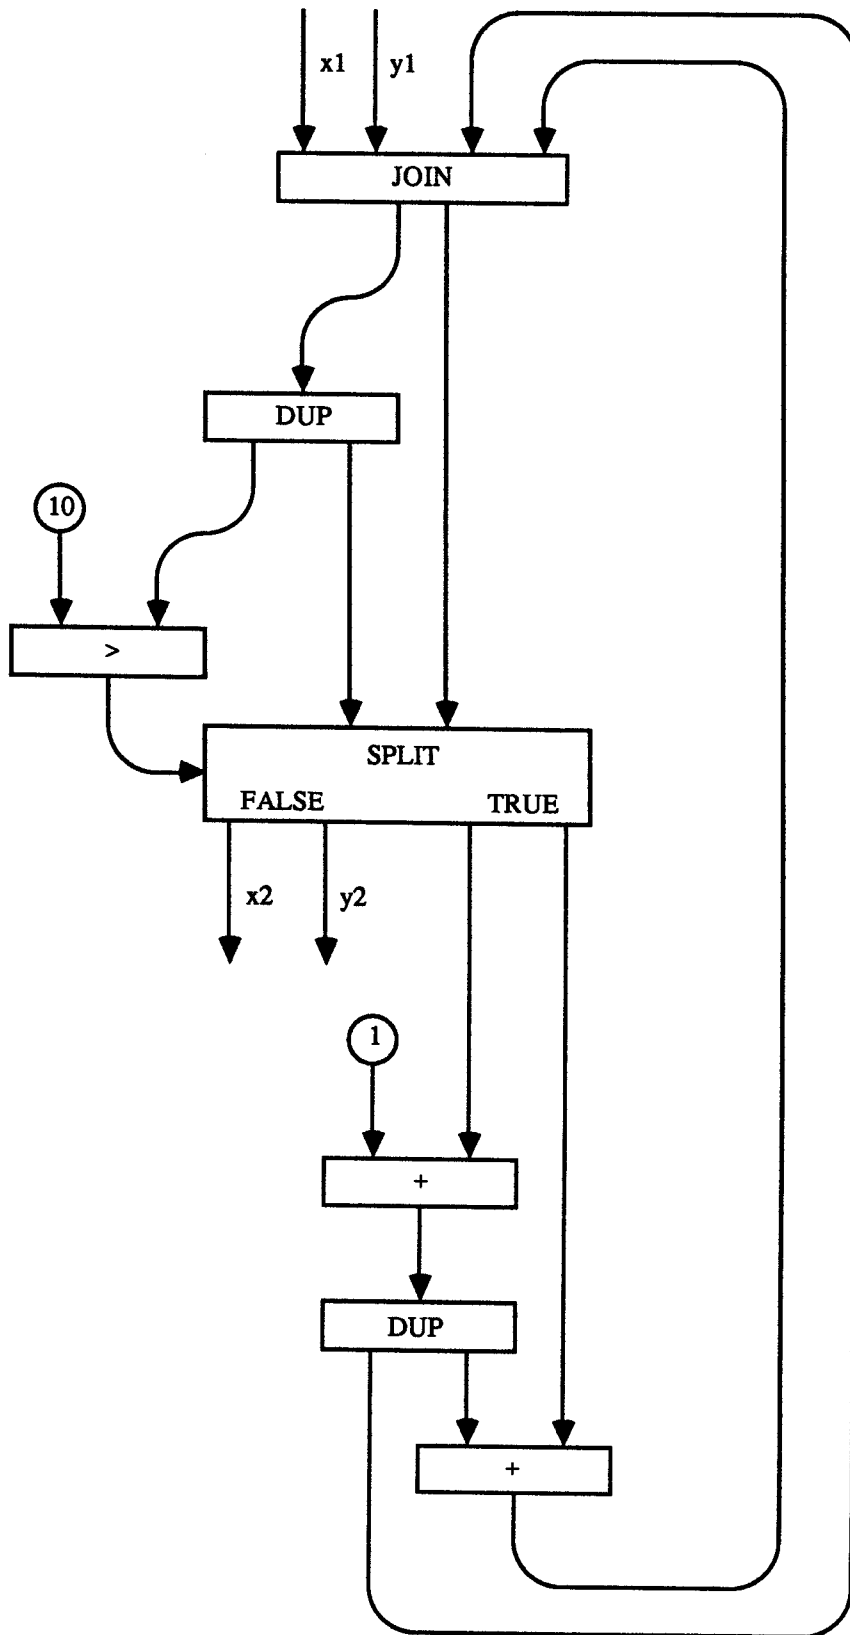 x1 y1
JOIN
DUP
10
>
SPLIT
FALSE TRUE
x2 y2
1
+
DUP
+